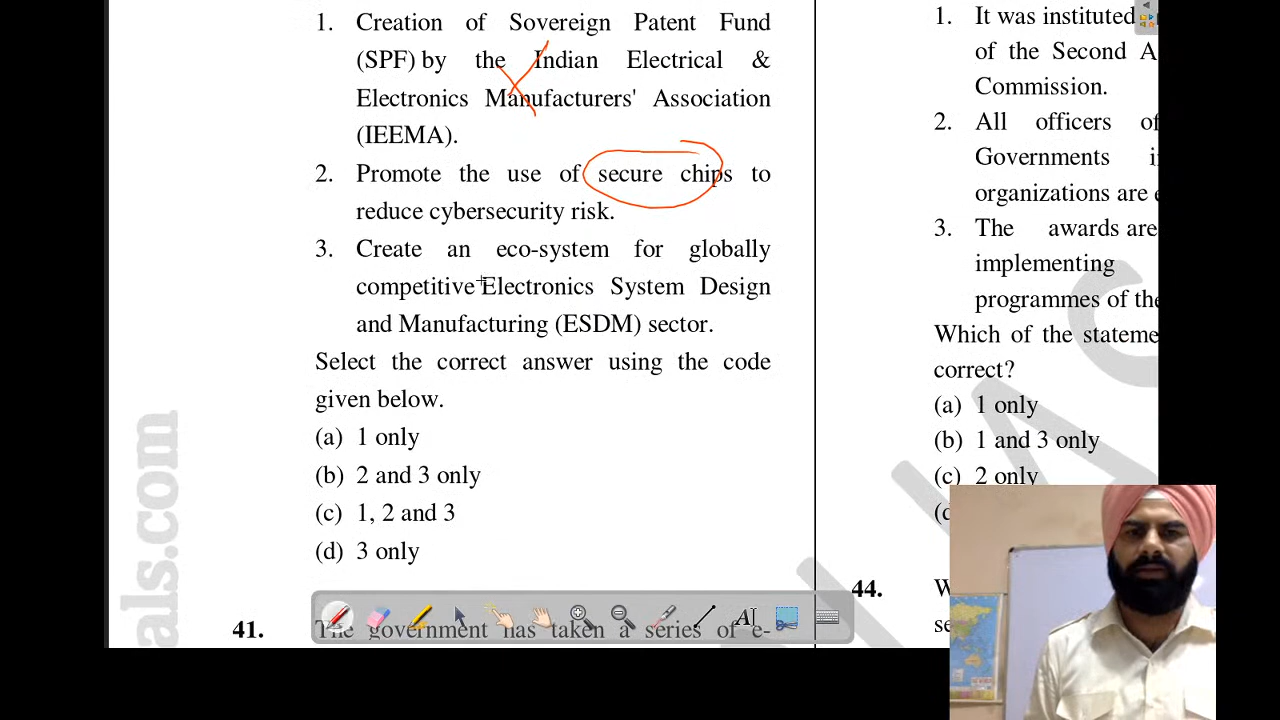 1. Creation of Sovereign Patent Fund
(SPF) by the Indian Electrical &
Electronics Manufacturers' Association
(IEEMA).
2. Promote the use of secure chips to
reduce cybersecurity risk.
3. Create an eco-system for globally
competitive Electronics System Design
and Manufacturing (ESDM) sector.
Select the correct answer using the code
given below.
(a) 1 only
(b) 2 and 3 only
(c) 1, 2 and 3
(d) 3 only
41. The government has taken a series of e-
1. It was instituted
of the Second A
Commission.
2. All officers of
Governments i
organizations are
3. The awards are
implementing
programmes of the
Which of the stateme
correct?
(a) 1 only
(b) 1 and 3 only
(c) 2 only
(d
44. W
se
als.com
IAS